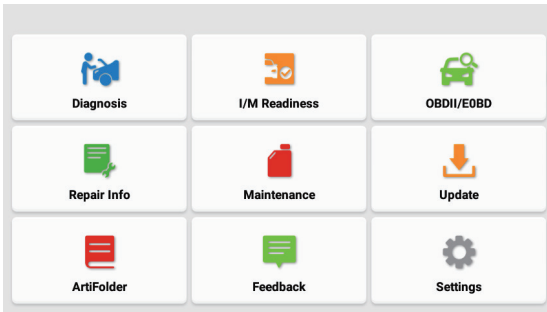 Diagnosis
I/M Readiness
OBDII/E0BD
Repair Info
Maintenance
Update
ArtiFolder
Feedback
Settings